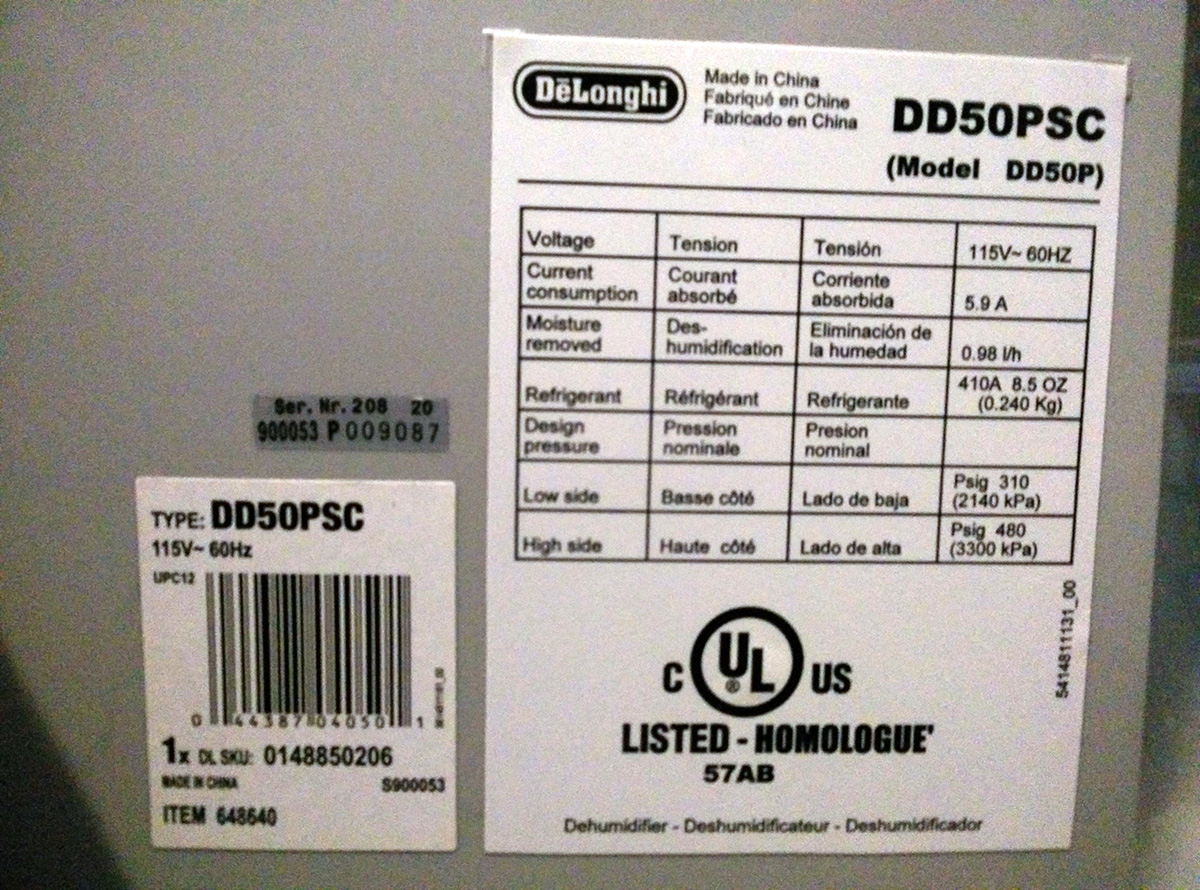 DēLonghi
Made in China
Fabriqué en Chine
Fabricado en China
DD50PSC
(Model DD50P)
Voltage Tension Tensión 115V~ 60HZ
Current consumption Courant absorbé Corriente absorbida 5.9 A
Moisture removed Des-humidification Eliminación de la humedad 0.98 l/h
Refrigerant Réfrigérant Refrigerante 410A 8.5 OZ (0.240 Kg)
Design pressure Pression nominale Presion nominal
Low side Basse côté Lado de baja Psig 310 (2140 kPa)
High side Haute côté Lado de alta Psig 480 (3300 kPa)
5414811131_00
C UL ® US
LISTED - HOMOLOGUE'
57AB
Dehumidifier - Deshumidificateur - Deshumidificador
Ser. Nr. 208 20
900053 P 009087
TYPE: DD50PSC
115V~ 60Hz
UPC12
0 44387 04050 1
1x DL SKU: 0148850206
MADE IN CHINA S900053
ITEM 648640